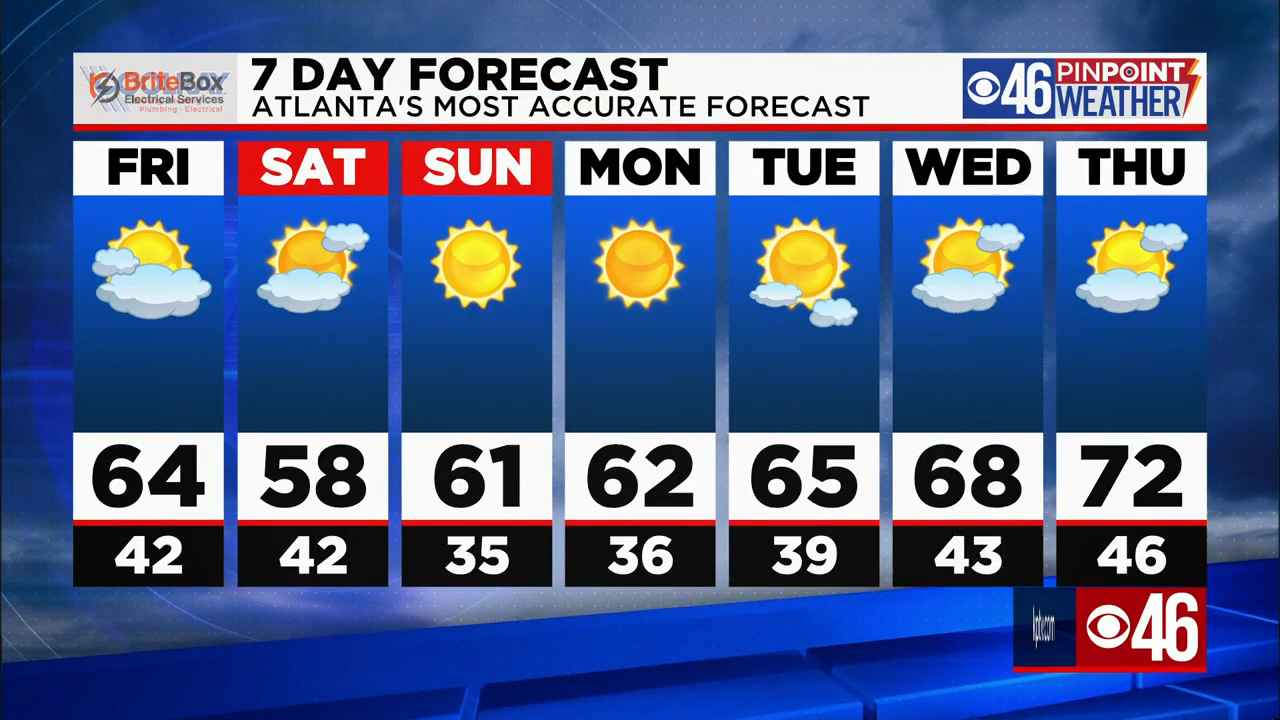 BriteBox
Electrical Services
Plumbing - Electrical
7 DAY FORECAST
ATLANTA'S MOST ACCURATE FORECAST
46 PINPOINT
WEATHER
FRI SAT SUN MON TUE WED THU
64 58 61 62 65 68 72
42 42 35 36 39 43 46
46